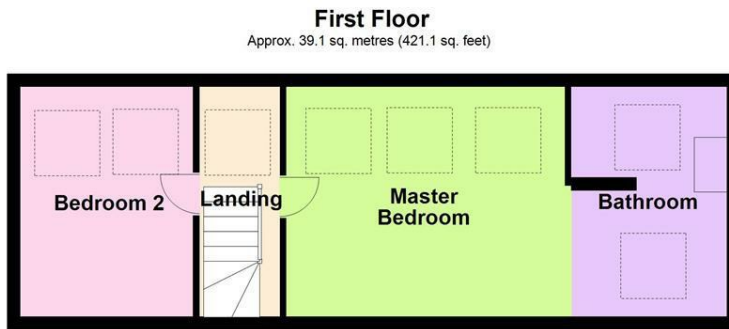 First Floor
Approx. 39.1 sq. metres (421.1 sq. feet)
Bedroom 2
Landing
Master
Bedroom
Bathroom